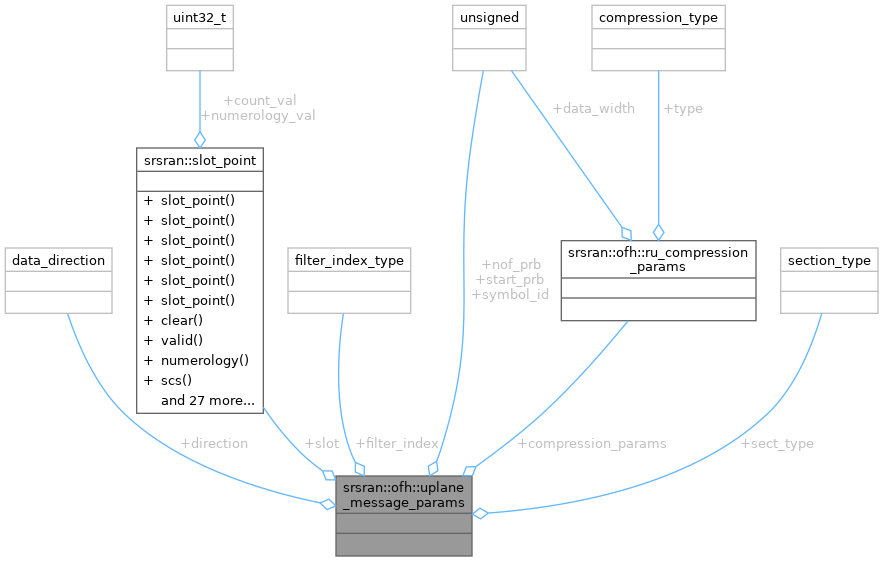 uint32_t
unsigned
compression_type
+count_val
+numerology_val
+data_width
+type
srsran::slot_point
+ slot_point()
+ slot_point()
+ slot_point()
+ slot_point()
+ slot_point()
+ slot_point()
+ clear()
+ valid()
+ numerology()
+ scs()
and 27 more...
data_direction
filter_index_type
+nof_prb
+start_prb
+symbol_id
srsran::ofh::ru_compression
_params
section_type
+direction
+slot
+filter_index
+compression_params
+sect_type
srsran::ofh::uplane
_message_params